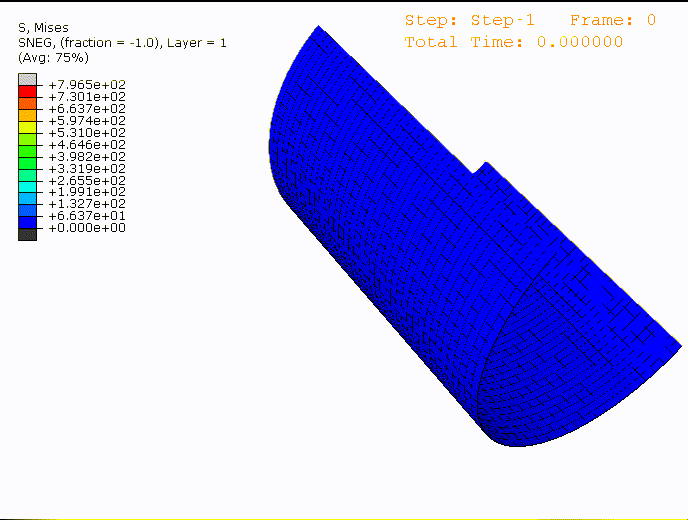 S, Mises
SNEG, (fraction = -1.0), Layer = 1
(Avg: 75%)
+7.965e+02
+7.301e+02
+6.637e+02
+5.974e+02
+5.310e+02
+4.646e+02
+3.982e+02
+3.319e+02
+2.655e+02
+1.991e+02
+1.327e+02
+6.637e+01
+0.000e+00
Step: Step-1 Frame: 0
Total Time: 0.000000